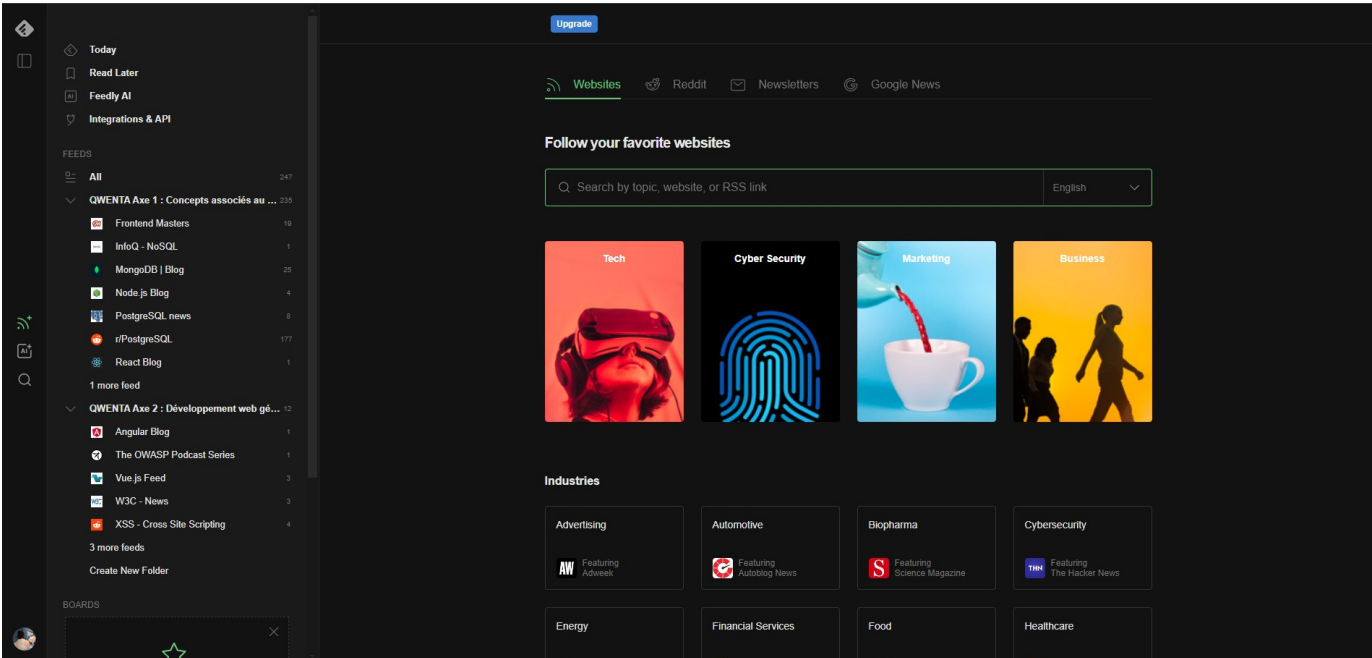 Upgrade
Today
Read Later
AI Feedly AI
Integrations & API
FEEDS
All 247
QWENTA Axe 1 : Concepts associés au ... 235
Frontend Masters 19
InfoQ - NoSQL 1
MongoDB | Blog 25
Node.js Blog 4
PostgreSQL news 8
r/PostgreSQL 177
React Blog 1
1 more feed
QWENTA Axe 2 : Développement web gé... 12
Angular Blog 1
The OWASP Podcast Series 1
Vue.js Feed 3
W3C - News 3
XSS - Cross Site Scripting 4
3 more feeds
Create New Folder
BOARDS
AI
Websites Reddit Newsletters Google News
Follow your favorite websites
Search by topic, website, or RSS link English
Tech Cyber Security Marketing Business
Industries
Advertising Automotive Biopharma Cybersecurity
AW Featuring Featuring S Featuring THN Featuring
Adweek Autoblog News Science Magazine The Hacker News
Energy Financial Services Food Healthcare